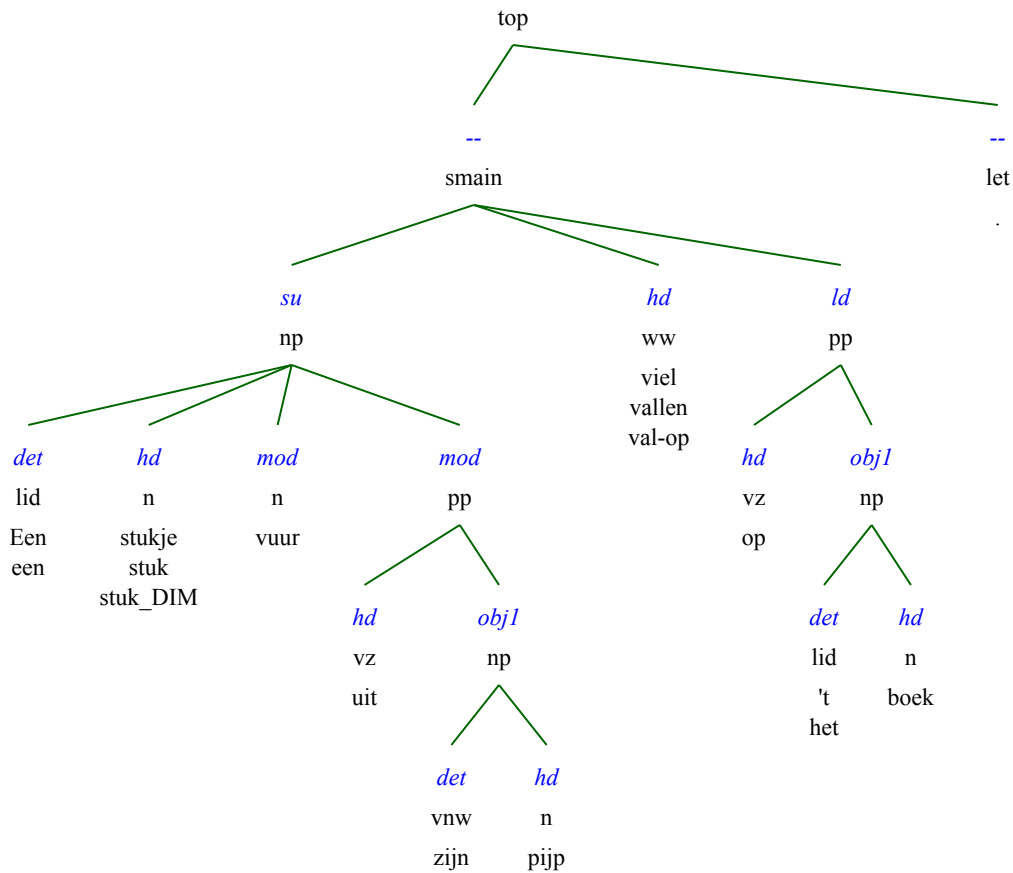 top
-- --
smain let
.
su hd ld
np ww pp
viel
vallen
val-op
det hd mod mod hd obj1
lid n n pp vz np
Een stukje vuur op
een stuk
stuk_DIM
hd obj1 det hd
vz np lid n
uit 't boek
het
det hd
vnw n
zijn pijp